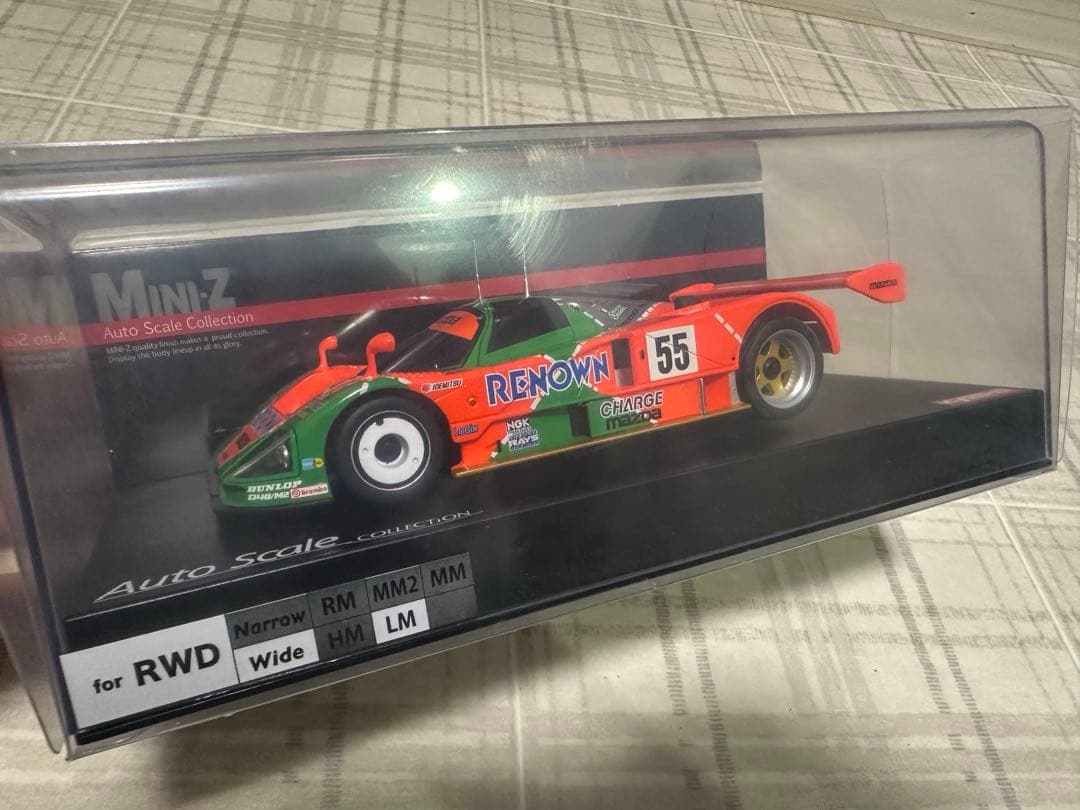 MINI-Z
Auto Scale Collection
MINI-Z quality finish makes a proud collection.
Display the body lineup in all its glory.
mazda
55
IDEMITSU
RENOWN
CHARGE
mazda
NGK
RAYS
DUNLOP
brembo
Auto Scale COLLECTION
for RWD
Narrow RM MM2 MM
Wide HM LM